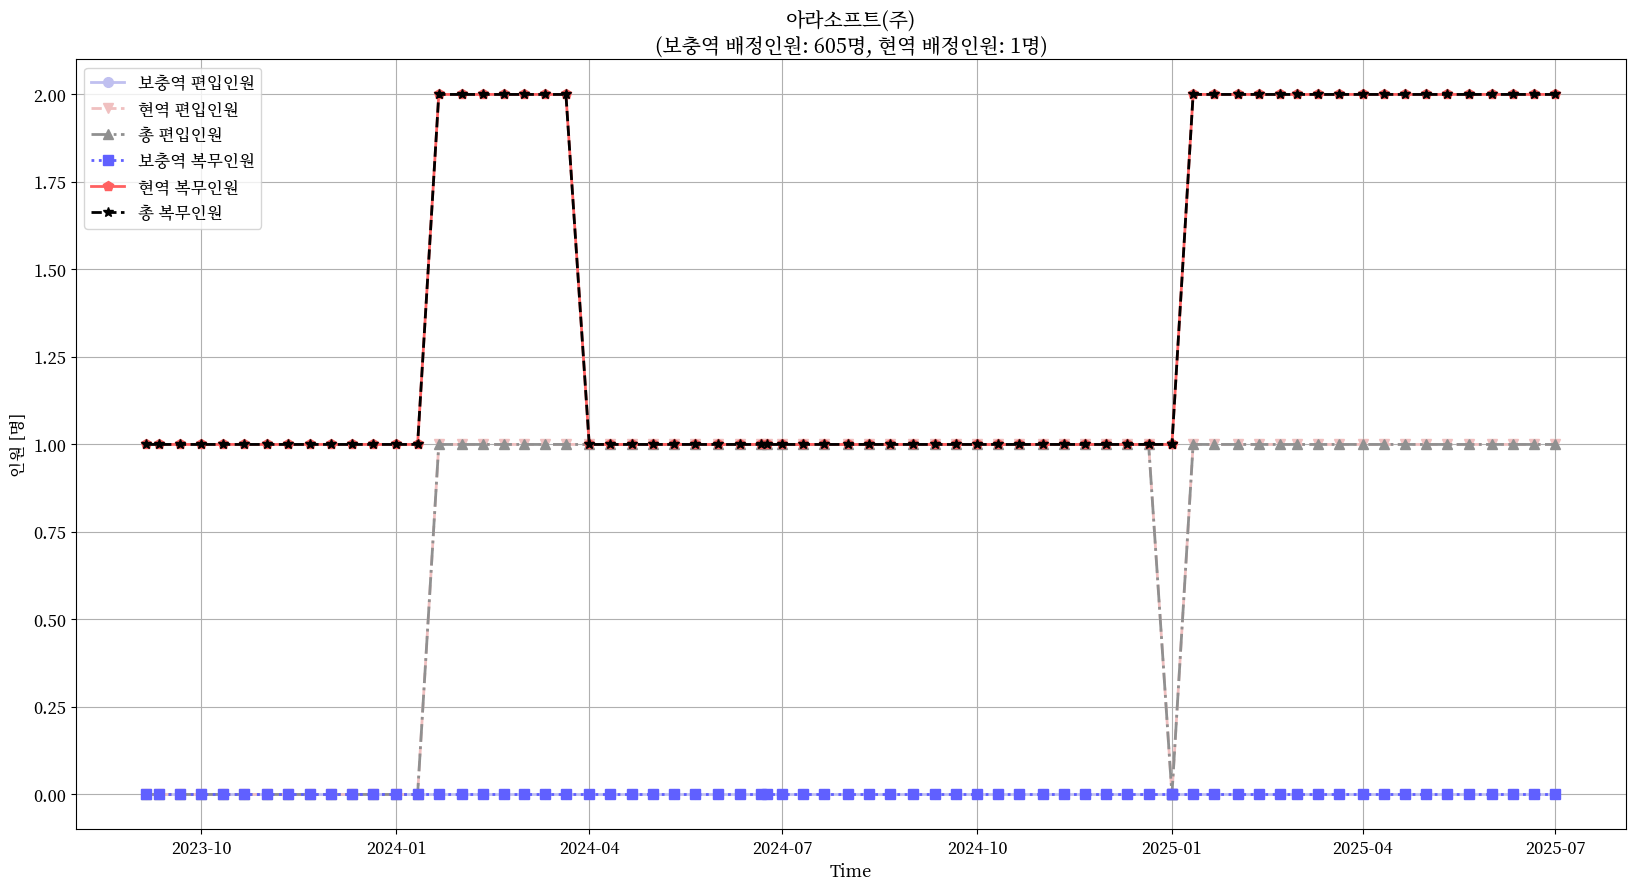 아라소프트(주)
(보충역 배정인원: 605명, 현역 배정인원: 1명)
보충역 편입인원
현역 편입인원
총 편입인원
보충역 복무인원
현역 복무인원
총 복무인원
2.00
1.75
1.50
1.25
1.00
0.75
0.50
0.25
0.00
인원 [명]
2023-10
2024-01
2024-04
2024-07
2024-10
2025-01
2025-04
2025-07
Time